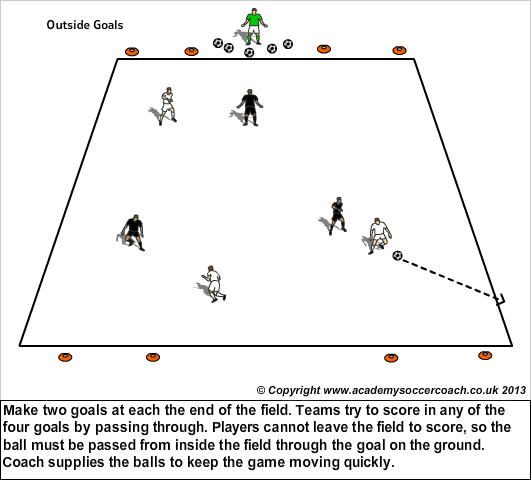 Outside Goals
© Copyright www.academysoccercoach.co.uk 2013
Make two goals at each the end of the field. Teams try to score in any of the
four goals by passing through. Players cannot leave the field to score, so the
ball must be passed from inside the field through the goal on the ground.
Coach supplies the balls to keep the game moving quickly.